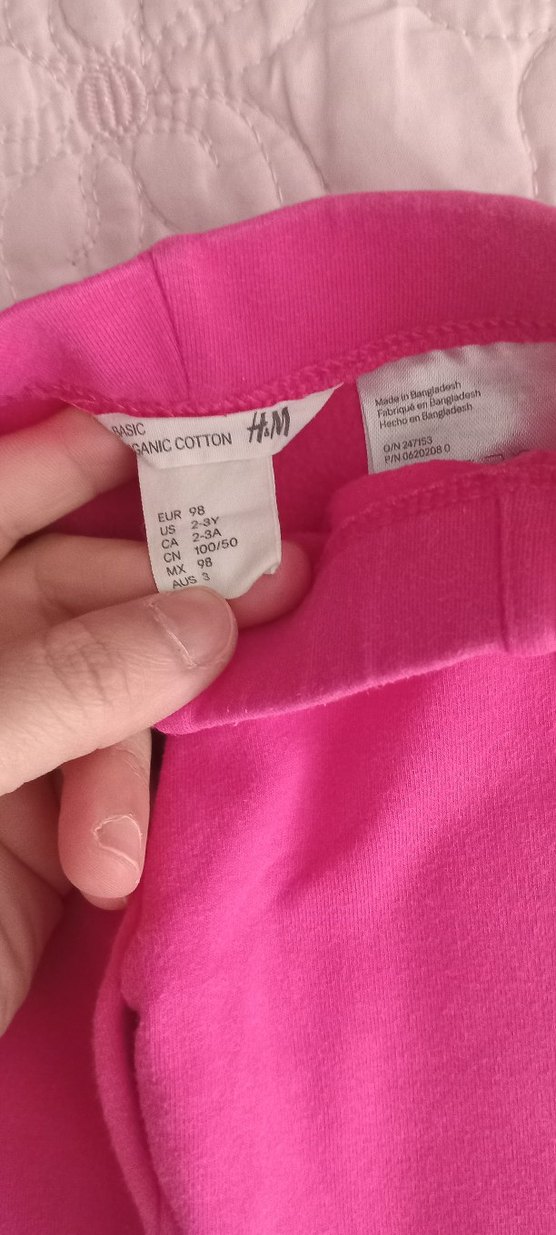 BASIC
GANIC COTTON H&M
EUR 98
US 2-3Y
CA 2-3A
CN 100/50
MX 98
AUS 3
Made in Bangladesh
Fabriqué en Bangladesh
Hecho en Bangladesh
O/N 247153
P/N 0620208 0